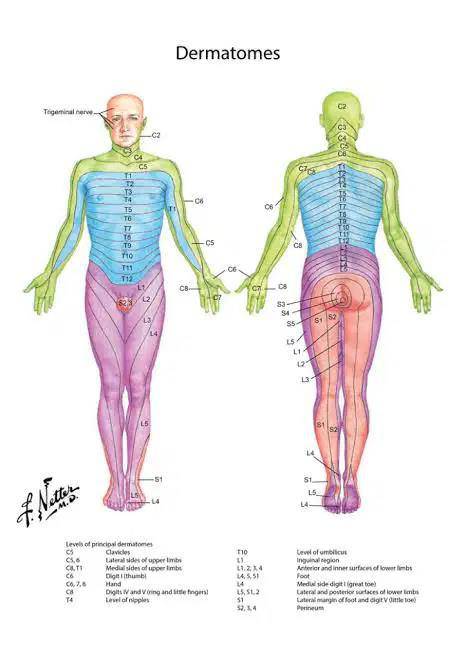 Dermatomes
Trigeminal nerve
C2
C3
C4
C5
T1
T2
T3
T4
T5
T6
T7
T8
T9
T10
T11
T12
L1
L2
S2,3
L3
L4
L5
S1
L5
L4
T1
C6
C5
C6
C8
C7
C2
C3
C4
C5
C6
C7
C8
T1
T2
T3
T4
T5
T6
T7
T8
T9
T10
T11
T12
L1
L2
L3
L4
L5
C6
C8
C7
C8
S3
S4
S5
S1
S2
L5
L1
L2
L3
S1
S2
L4
S1
L5
L4
F. Netter
M.D.
Levels of principal dermatomes
C5 Clavicles
C5, 6 Lateral sides of upper limbs
C8, T1 Medial sides of upper limbs
C6 Digit I (thumb)
C6, 7, 8 Hand
C8 Digits IV and V (ring and little fingers)
T4 Level of nipples
T10 Level of umbilicus
L1 Inguinal region
L1, 2, 3, 4 Anterior and inner surfaces of lower limbs
L4, 5, S1 Foot
L4 Medial side digit I (great toe)
L5, S1, 2 Lateral and posterior surfaces of lower limbs
S1 Lateral margin of foot and digit V (little toe)
S2, 3, 4 Perineum